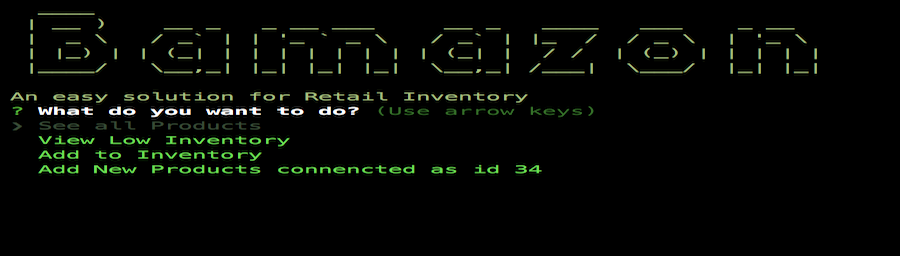 Bamazon
An easy solution for Retail Inventory
? What do you want to do? (Use arrow keys)
> See all Products
View Low Inventory
Add to Inventory
Add New Products connencted as id 34